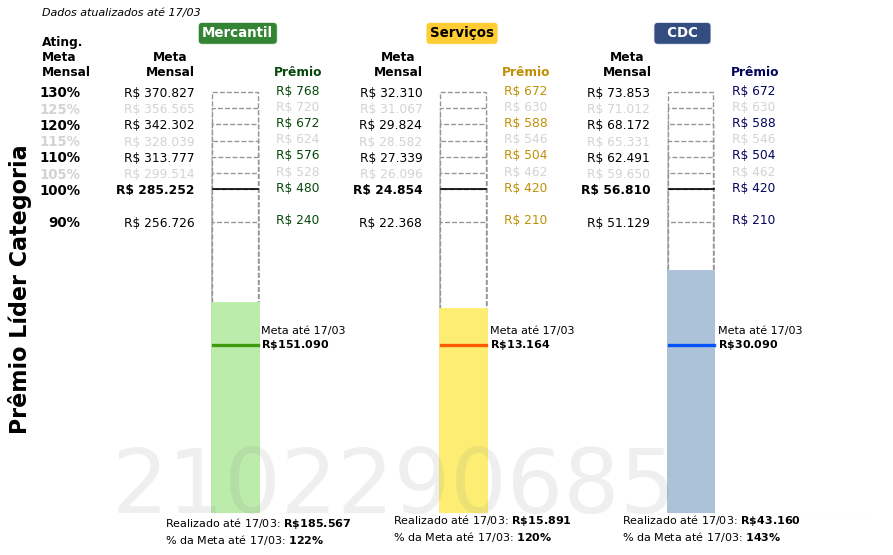 Dados atualizados até 17/03
Mercantil Serviços CDC
Ating. Meta Mensal Meta Mensal Prêmio Meta Mensal Prêmio Meta Mensal Prêmio
130% R$ 370.827 R$ 768 R$ 32.310 R$ 672 R$ 73.853 R$ 672
125% R$ 356.565 R$ 720 R$ 31.067 R$ 630 R$ 71.012 R$ 630
120% R$ 342.302 R$ 672 R$ 29.824 R$ 588 R$ 68.172 R$ 588
115% R$ 328.039 R$ 624 R$ 28.582 R$ 546 R$ 65.331 R$ 546
110% R$ 313.777 R$ 576 R$ 27.339 R$ 504 R$ 62.491 R$ 504
105% R$ 299.514 R$ 528 R$ 26.096 R$ 462 R$ 59.650 R$ 462
100% R$ 285.252 R$ 480 R$ 24.854 R$ 420 R$ 56.810 R$ 420
90% R$ 256.726 R$ 240 R$ 22.368 R$ 210 R$ 51.129 R$ 210
Prêmio Líder Categoria
Meta até 17/03 Meta até 17/03 Meta até 17/03
R$151.090 R$13.164 R$30.090
2102290685
Realizado até 17/03: R$185.567 Realizado até 17/03: R$15.891 Realizado até 17/03: R$43.160
% da Meta até 17/03: 122% % da Meta até 17/03: 120% % da Meta até 17/03: 143%